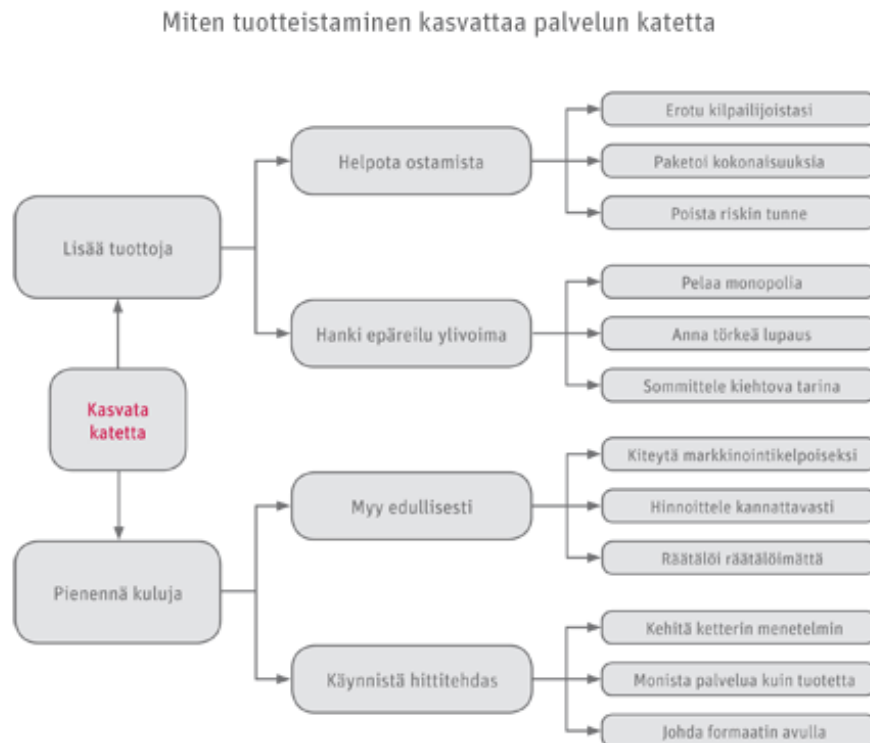 Miten tuotteistaminen kasvattaa palvelun katetta
Lisää tuottoja
Kasvata
katetta
Pienennä kuluja
Helpota ostamista
Hanki epäreilu ylivoima
Myy edullisesti
Käynnistä hittitehdas
Erotu kilpailijoistasi
Paketoi kokonaisuuksia
Poista riskin tunne
Pelaa monopolia
Anna törkeä lupaus
Sommittele kiehtova tarina
Kiteytä markkinointikelpoiseksi
Hinnoittele kannattavasti
Räätälöi räätälöimättä
Kehitä ketterin menetelmin
Monista palvelua kuin tuotetta
Johda formaatin avulla